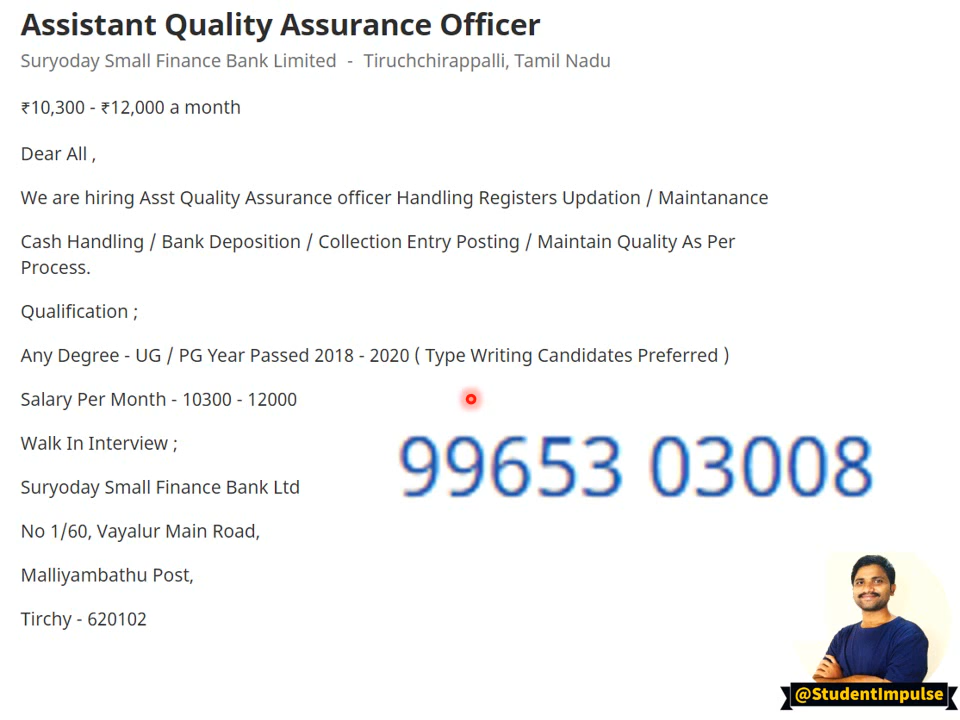 Assistant Quality Assurance Officer
Suryoday Small Finance Bank Limited - Tiruchchirappalli, Tamil Nadu
₹10,300 - ₹12,000 a month
Dear All ,
We are hiring Asst Quality Assurance officer Handling Registers Updation / Maintanance
Cash Handling / Bank Deposition / Collection Entry Posting / Maintain Quality As Per
Process.
Qualification ;
Any Degree - UG / PG Year Passed 2018 - 2020 ( Type Writing Candidates Preferred )
Salary Per Month - 10300 - 12000
Walk In Interview ;
99653 03008
Suryoday Small Finance Bank Ltd
No 1/60, Vayalur Main Road,
Malliyambathu Post,
Tirchy - 620102
@StudentImpulse